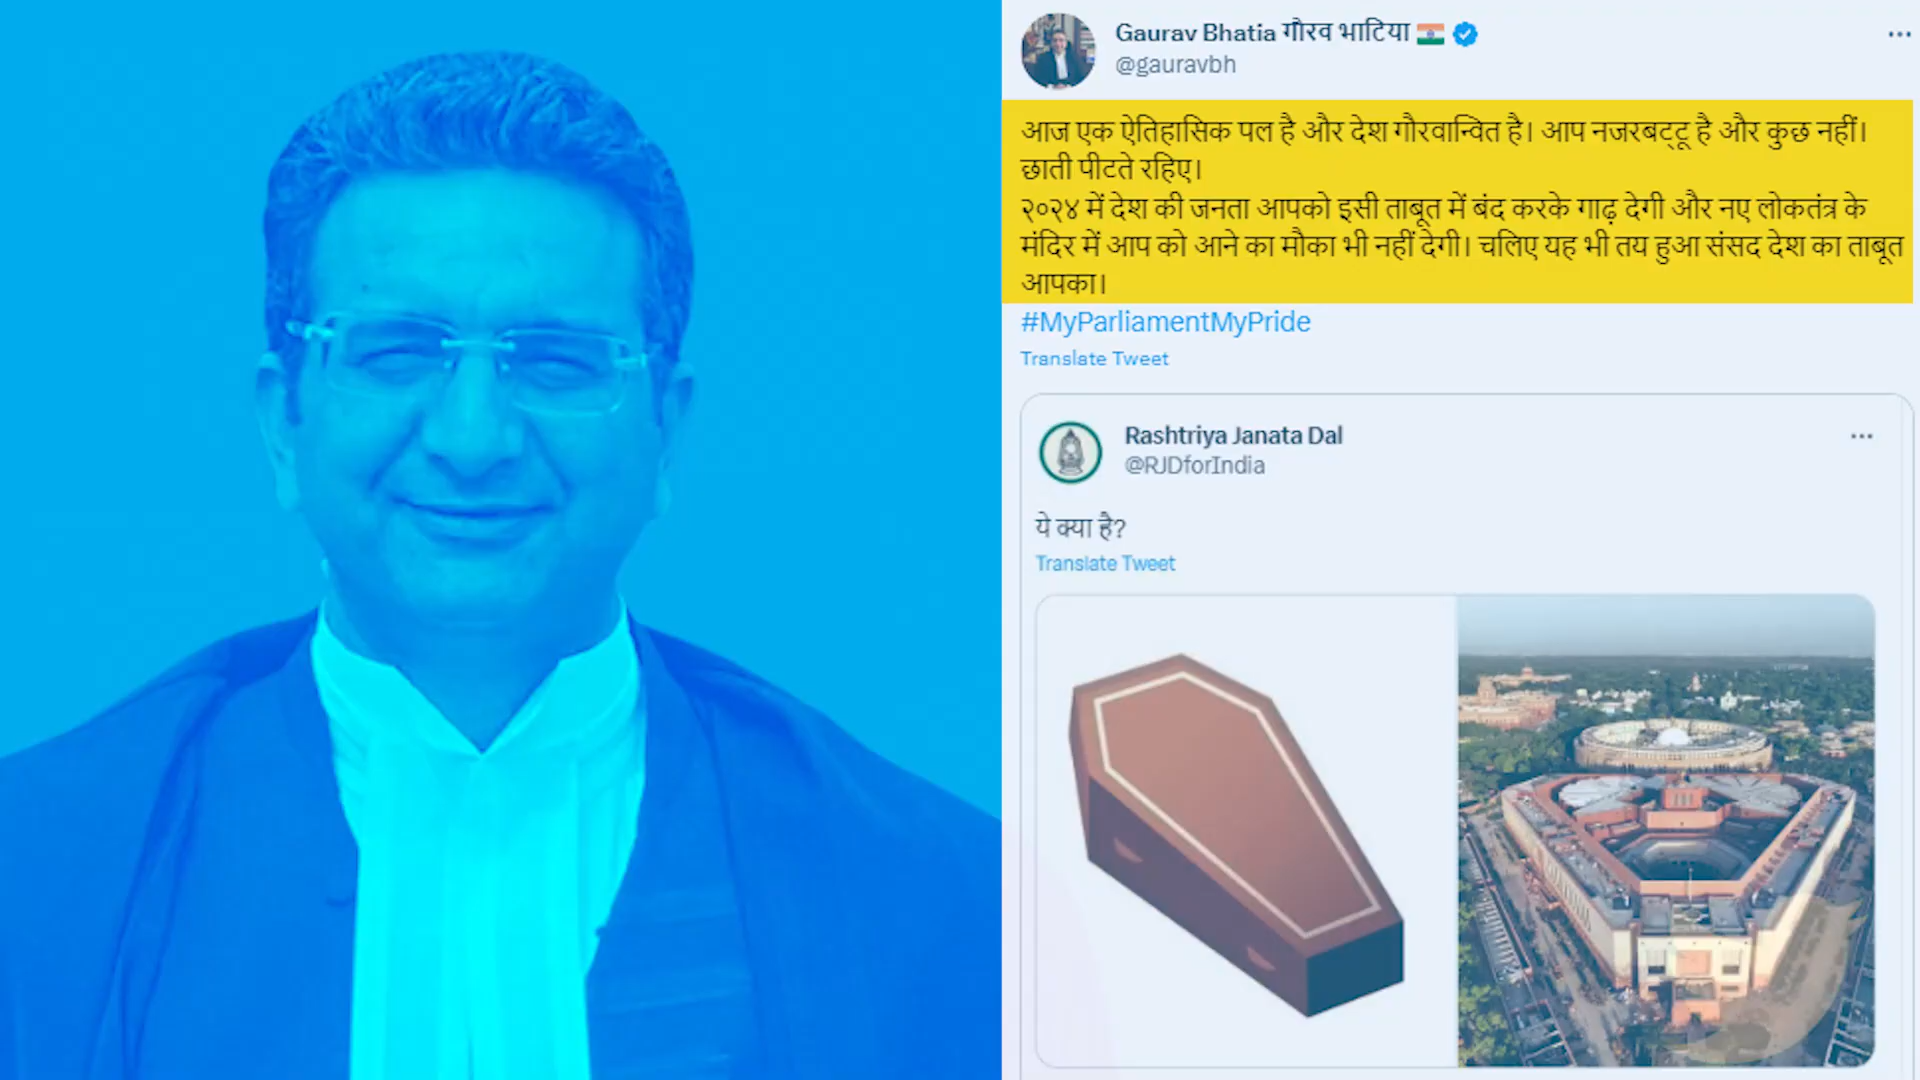 Gaurav Bhatia गौरव भाटिया
@gauravbh
आज एक ऐतिहासिक पल है और देश गौरवान्वित है। आप नजरबट्टू है और कुछ नहीं।
छाती पीटते रहिए।
२०२४ में देश की जनता आपको इसी ताबूत में बंद करके गाढ़ देगी और नए लोकतंत्र के
मंदिर में आप को आने का मौका भी नहीं देगी। चलिए यह भी तय हुआ संसद देश का ताबूत
आपका।
#MyParliamentMyPride
Translate Tweet
Rashtriya Janata Dal
@RJDforIndia
ये क्या है?
Translate Tweet